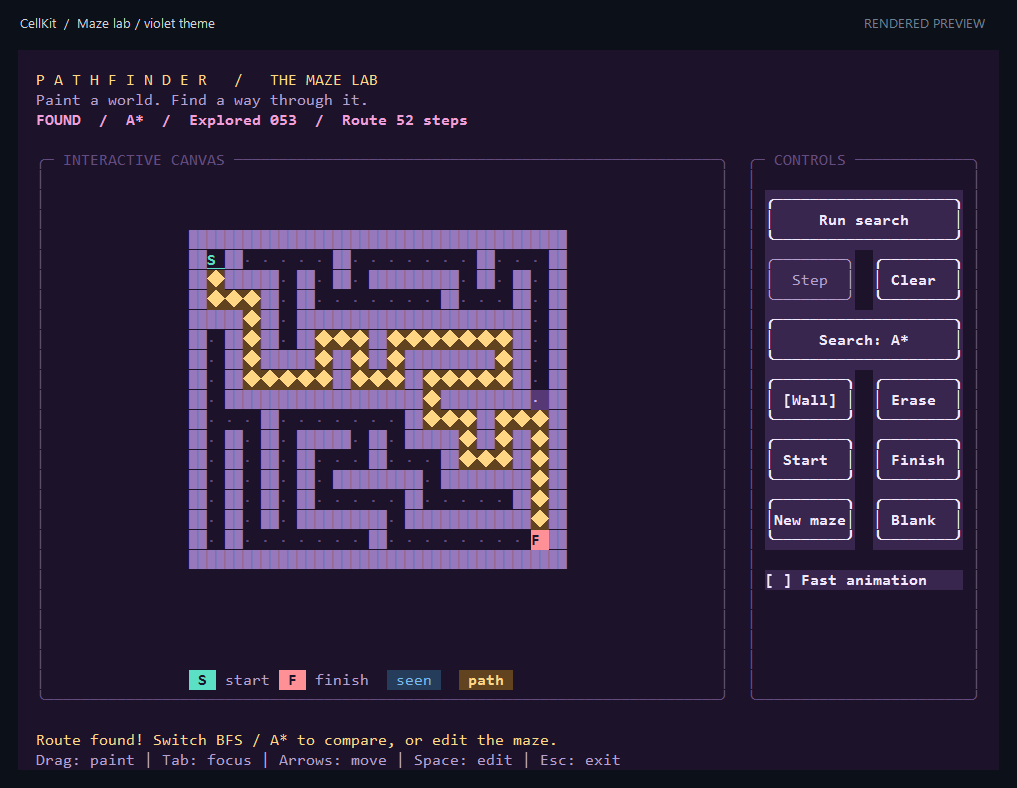 CellKit / Maze lab / violet theme
RENDERED PREVIEW
P A T H F I N D E R / THE MAZE LAB
Paint a world. Find a way through it.
FOUND / A* / Explored 053 / Route 52 steps
INTERACTIVE CANVAS
CONTROLS
Run search
Step
Clear
Search: A*
[Wall]
Erase
Start
Finish
New maze
Blank
[ ] Fast animation
S
F
S start F finish seen path
Route found! Switch BFS / A* to compare, or edit the maze.
Drag: paint │ Tab: focus │ Arrows: move │ Space: edit │ Esc: exit